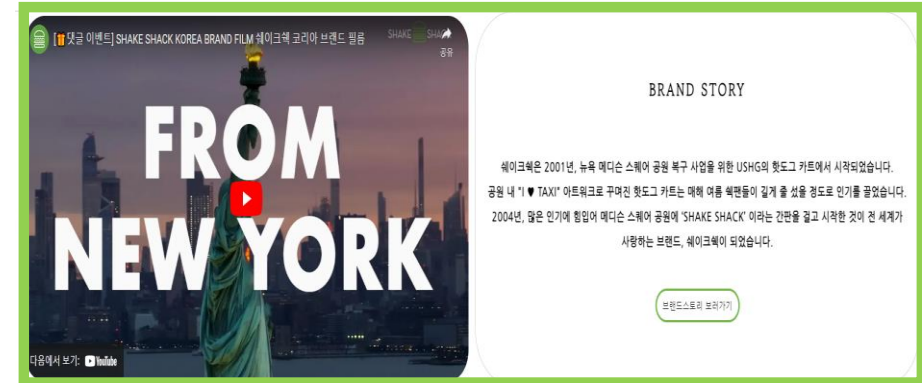 [🎁댓글 이벤트] SHAKE SHACK KOREA BRAND FILM 쉐이크쉑 코리아 브랜드 필름
SHAKE SHACK
공유
FROM
NEW YORK
다음에서 보기: YouTube
BRAND STORY
쉐이크쉑은 2001년, 뉴욕 메디슨 스퀘어 공원 복구 사업을 위한 USHG의 핫도그 카트에서 시작되었습니다.
공원 내 "I ♥ TAXI" 아트워크로 꾸며진 핫도그 카트는 매해 여름 쉑팬들이 길게 줄 섰을 정도로 인기를 끌었습니다.
2004년, 많은 인기에 힘입어 메디슨 스퀘어 공원에 'SHAKE SHACK' 이라는 간판을 걸고 시작한 것이 전 세계가
사랑하는 브랜드, 쉐이크쉑이 되었습니다.
브랜드스토리 보러가기